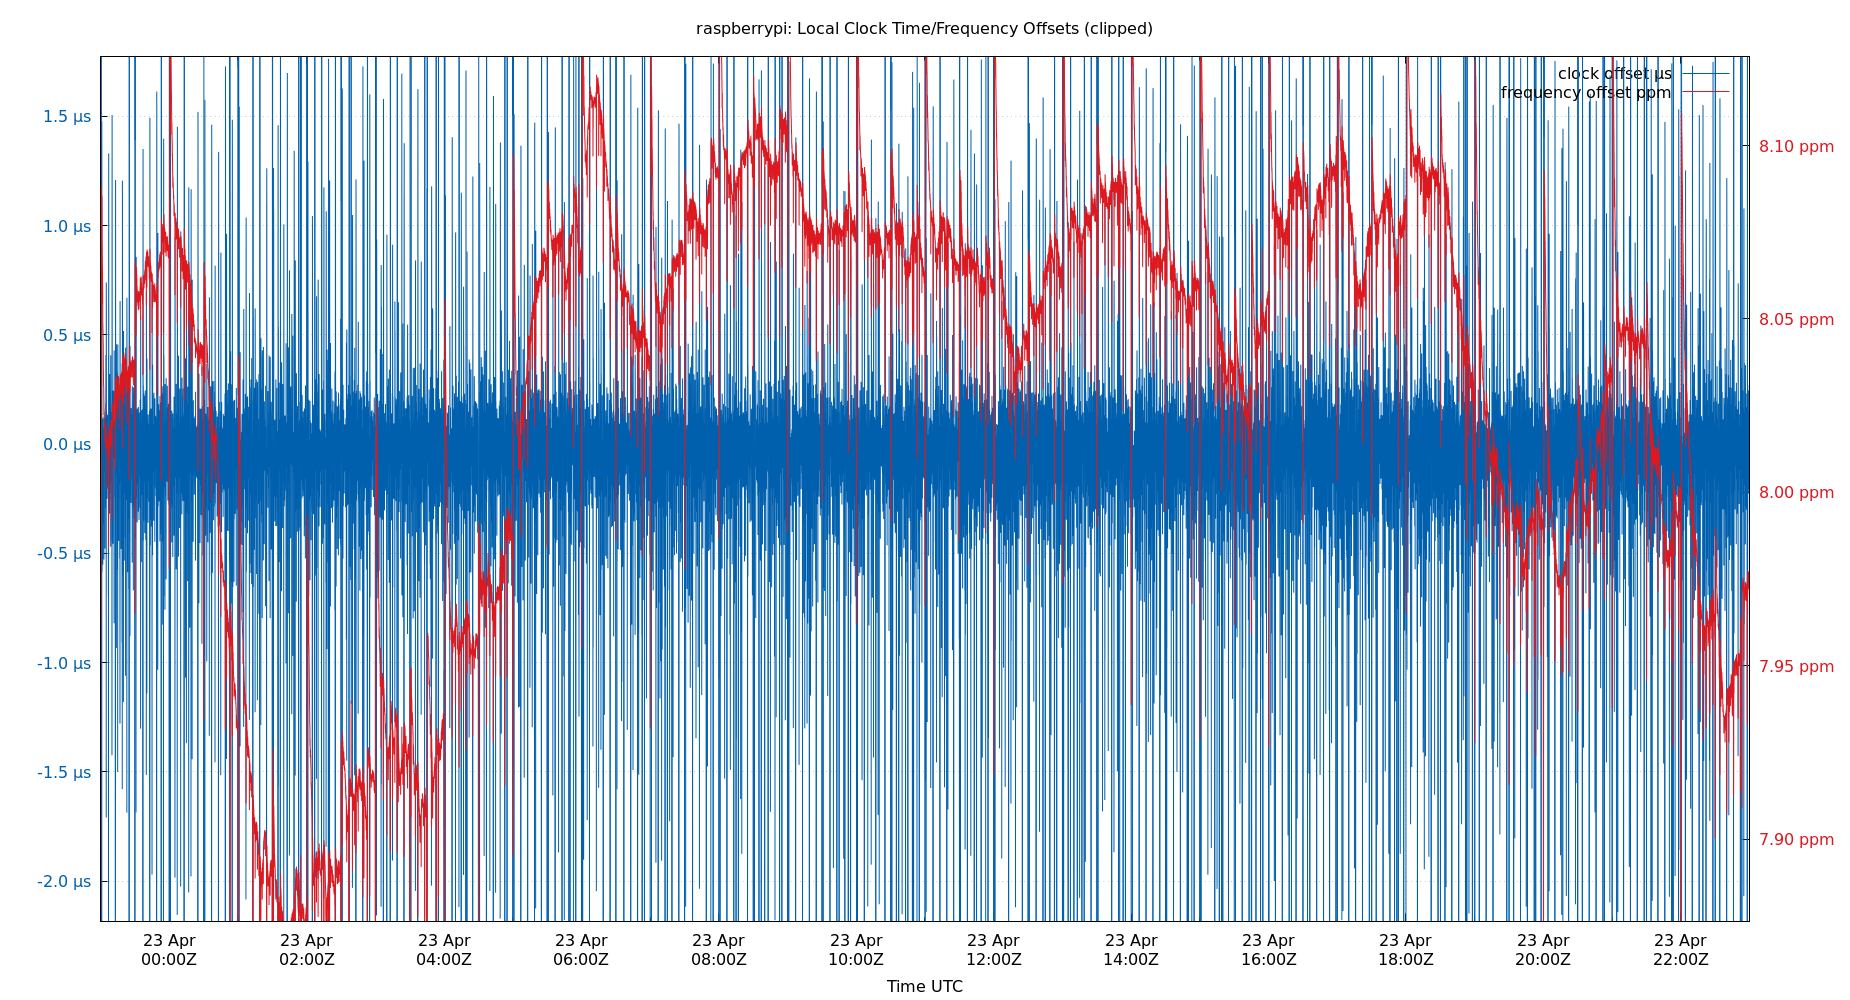 raspberrypi: Local Clock Time/Frequency Offsets (clipped)
clock offset µs
frequency offset ppm
1.5 µs
1.0 µs
0.5 µs
0.0 µs
-0.5 µs
-1.0 µs
-1.5 µs
-2.0 µs
8.10 ppm
8.05 ppm
8.00 ppm
7.95 ppm
7.90 ppm
23 Apr 23 Apr 23 Apr 23 Apr 23 Apr 23 Apr 23 Apr 23 Apr 23 Apr 23 Apr 23 Apr 23 Apr
00:00Z 02:00Z 04:00Z 06:00Z 08:00Z 10:00Z 12:00Z 14:00Z 16:00Z 18:00Z 20:00Z 22:00Z
Time UTC